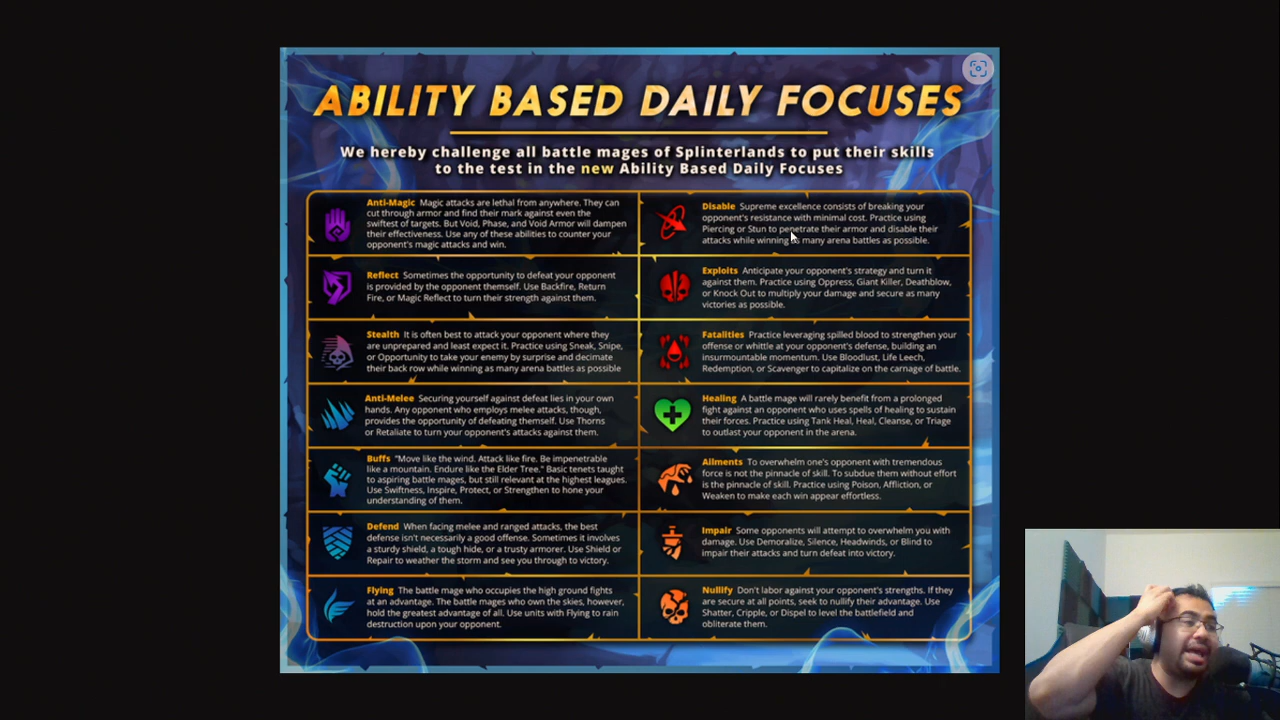 ABILITY BASED DAILY FOCUSES
We hereby challenge all battle mages of Splinterlands to put their skills
to the test in the new Ability Based Daily Focuses
Anti-Magic Magic attacks are lethal from anywhere. They can
cut through armor and find their mark against even the
swiftest of targets. But Void, Phase, and Void Armor will dampen
their effectiveness. Use any of these abilities to counter your
opponent's magic attacks and win.
Reflect Sometimes the opportunity to defeat your opponent
is provided by the opponent themself. Use Backfire, Return
Fire, or Magic Reflect to turn their strength against them.
Stealth It is often best to attack your opponent where they
are unprepared and least expect it. Practice using Sneak, Snipe,
or Opportunity to take your enemy by surprise and decimate
their back row while winning as many arena battles as possible
Anti-Melee Securing yourself against defeat lies in your own
hands. Any opponent who employs melee attacks, though,
provides the opportunity of defeating themself. Use Thorns
or Retaliate to turn your opponent's attacks against them.
Buffs "Move like the wind. Attack like fire. Be impenetrable
like a mountain. Endure like the Elder Tree." Basic tenets taught
to aspiring battle mages, but still relevant at the highest leagues.
Use Swiftness, Inspire, Protect, or Strengthen to hone your
understanding of them.
Defend When facing melee and ranged attacks, the best
defense isn't necessarily a good offense. Sometimes it involves
a sturdy shield, a tough hide, or a trusty armorer. Use Shield or
Repair to weather the storm and see you through to victory.
Flying The battle mage who occupies the high ground fights
at an advantage. The battle mages who own the skies, however,
hold the greatest advantage of all. Use units with Flying to rain
destruction upon your opponent.
Disable Supreme excellence consists of breaking your
opponent's resistance with minimal cost. Practice using
Piercing or Stun to penetrate their armor and disable their
attacks while winning as many arena battles as possible.
Exploits Anticipate your opponent's strategy and turn it
against them. Practice using Oppress, Giant Killer, Deathblow,
or Knock Out to multiply your damage and secure as many
victories as possible.
Fatalities Practice leveraging spilled blood to strengthen your
offense or whittle at your opponent's defense, building an
insurmountable momentum. Use Bloodlust, Life Leech,
Redemption, or Scavenger to capitalize on the carnage of battle.
Healing A battle mage will rarely benefit from a prolonged
fight against an opponent who uses spells of healing to sustain
their forces. Practice using Tank Heal, Heal, Cleanse, or Triage
to outlast your opponent in the arena.
Ailments To overwhelm one's opponent with tremendous
force is not the pinnacle of skill. To subdue them without effort
is the pinnacle of skill. Practice using Poison, Affliction, or
Weaken to make each win appear effortless.
Impair Some opponents will attempt to overwhelm you with
damage. Use Demoralize, Silence, Headwinds, or Blind to
impair their attacks and turn defeat into victory.
Nullify Don't labor against your opponent's strengths. If they
are secure at all points, seek to nullify their advantage. Use
Shatter, Cripple, or Dispel to level the battlefield and
obliterate them.